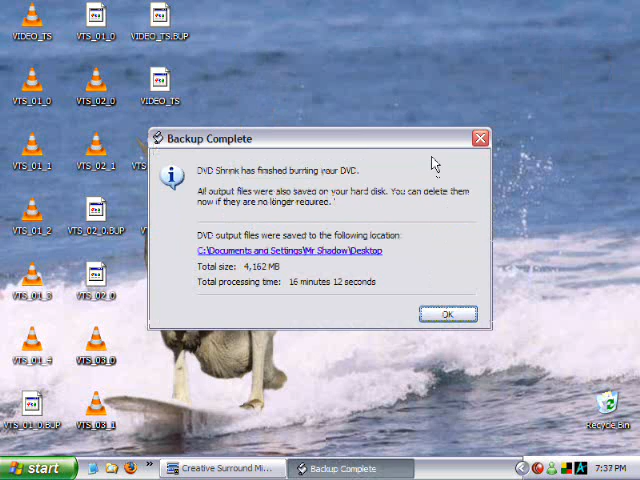 VIDEO_TS
VTS_01_0
VIDEO_TS.BUP
VTS_01_0
VTS_02_0
VIDEO_TS
VTS_01_1
VTS_02_1
VTS_01_2
VTS_02_0.BUP
VTS_01_3
VTS_02_0
VTS_01_4
VTS_03_0
VTS_01_0.BUP
VTS_03_1
Backup Complete
DVD Shrink has finished burning your DVD.
All output files were also saved on your hard disk. You can delete them
now if they are no longer required.
DVD output files were saved to the following location:
C:\Documents and Settings\Mr Shadow\Desktop
Total size: 4,162 MB
Total processing time: 16 minutes 12 seconds
OK
Recycle Bin
start
Creative Surround Mi...
Backup Complete
7:37 PM